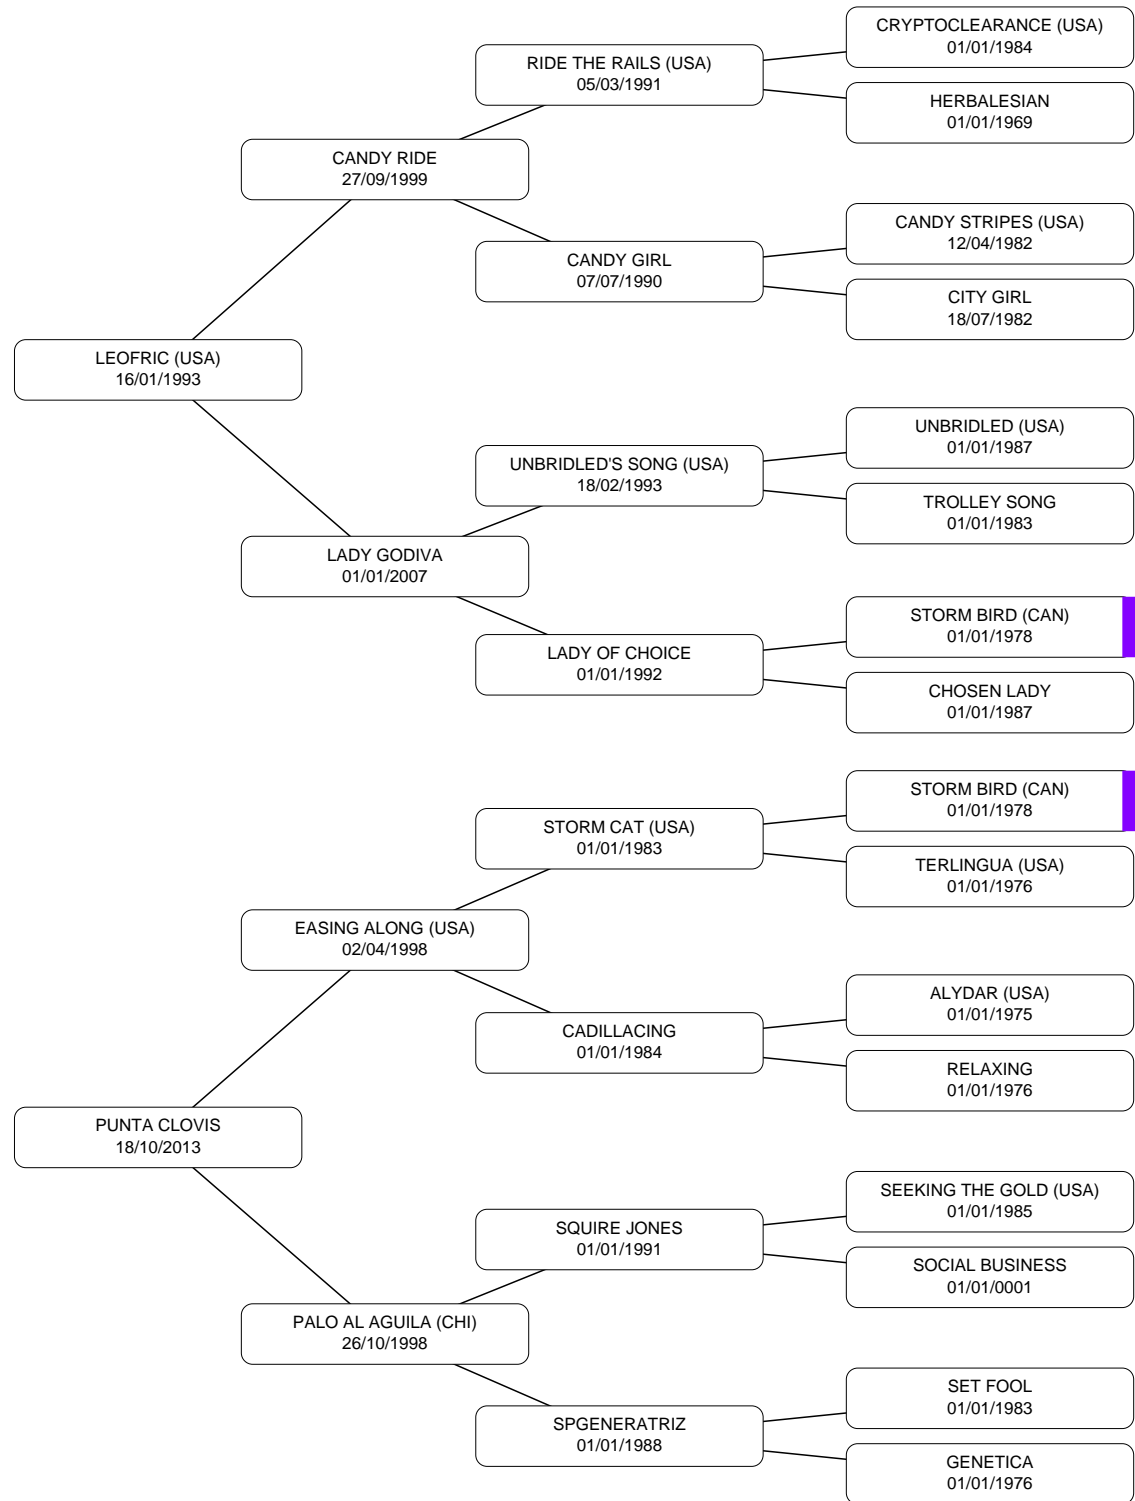 CRYPTOCLEARANCE (USA)
01/01/1984
RIDE THE RAILS (USA)
05/03/1991
HERBALESIAN
01/01/1969
CANDY RIDE
27/09/1999
CANDY STRIPES (USA)
12/04/1982
CANDY GIRL
07/07/1990
CITY GIRL
18/07/1982
LEOFRIC (USA)
16/01/1993
UNBRIDLED (USA)
01/01/1987
UNBRIDLED'S SONG (USA)
18/02/1993
TROLLEY SONG
01/01/1983
LADY GODIVA
01/01/2007
STORM BIRD (CAN)
01/01/1978
LADY OF CHOICE
01/01/1992
CHOSEN LADY
01/01/1987
STORM BIRD (CAN)
01/01/1978
STORM CAT (USA)
01/01/1983
TERLINGUA (USA)
01/01/1976
EASING ALONG (USA)
02/04/1998
ALYDAR (USA)
01/01/1975
CADILLACING
01/01/1984
RELAXING
01/01/1976
PUNTA CLOVIS
18/10/2013
SEEKING THE GOLD (USA)
01/01/1985
SQUIRE JONES
01/01/1991
SOCIAL BUSINESS
01/01/0001
PALO AL AGUILA (CHI)
26/10/1998
SET FOOL
01/01/1983
SPGENERATRIZ
01/01/1988
GENETICA
01/01/1976